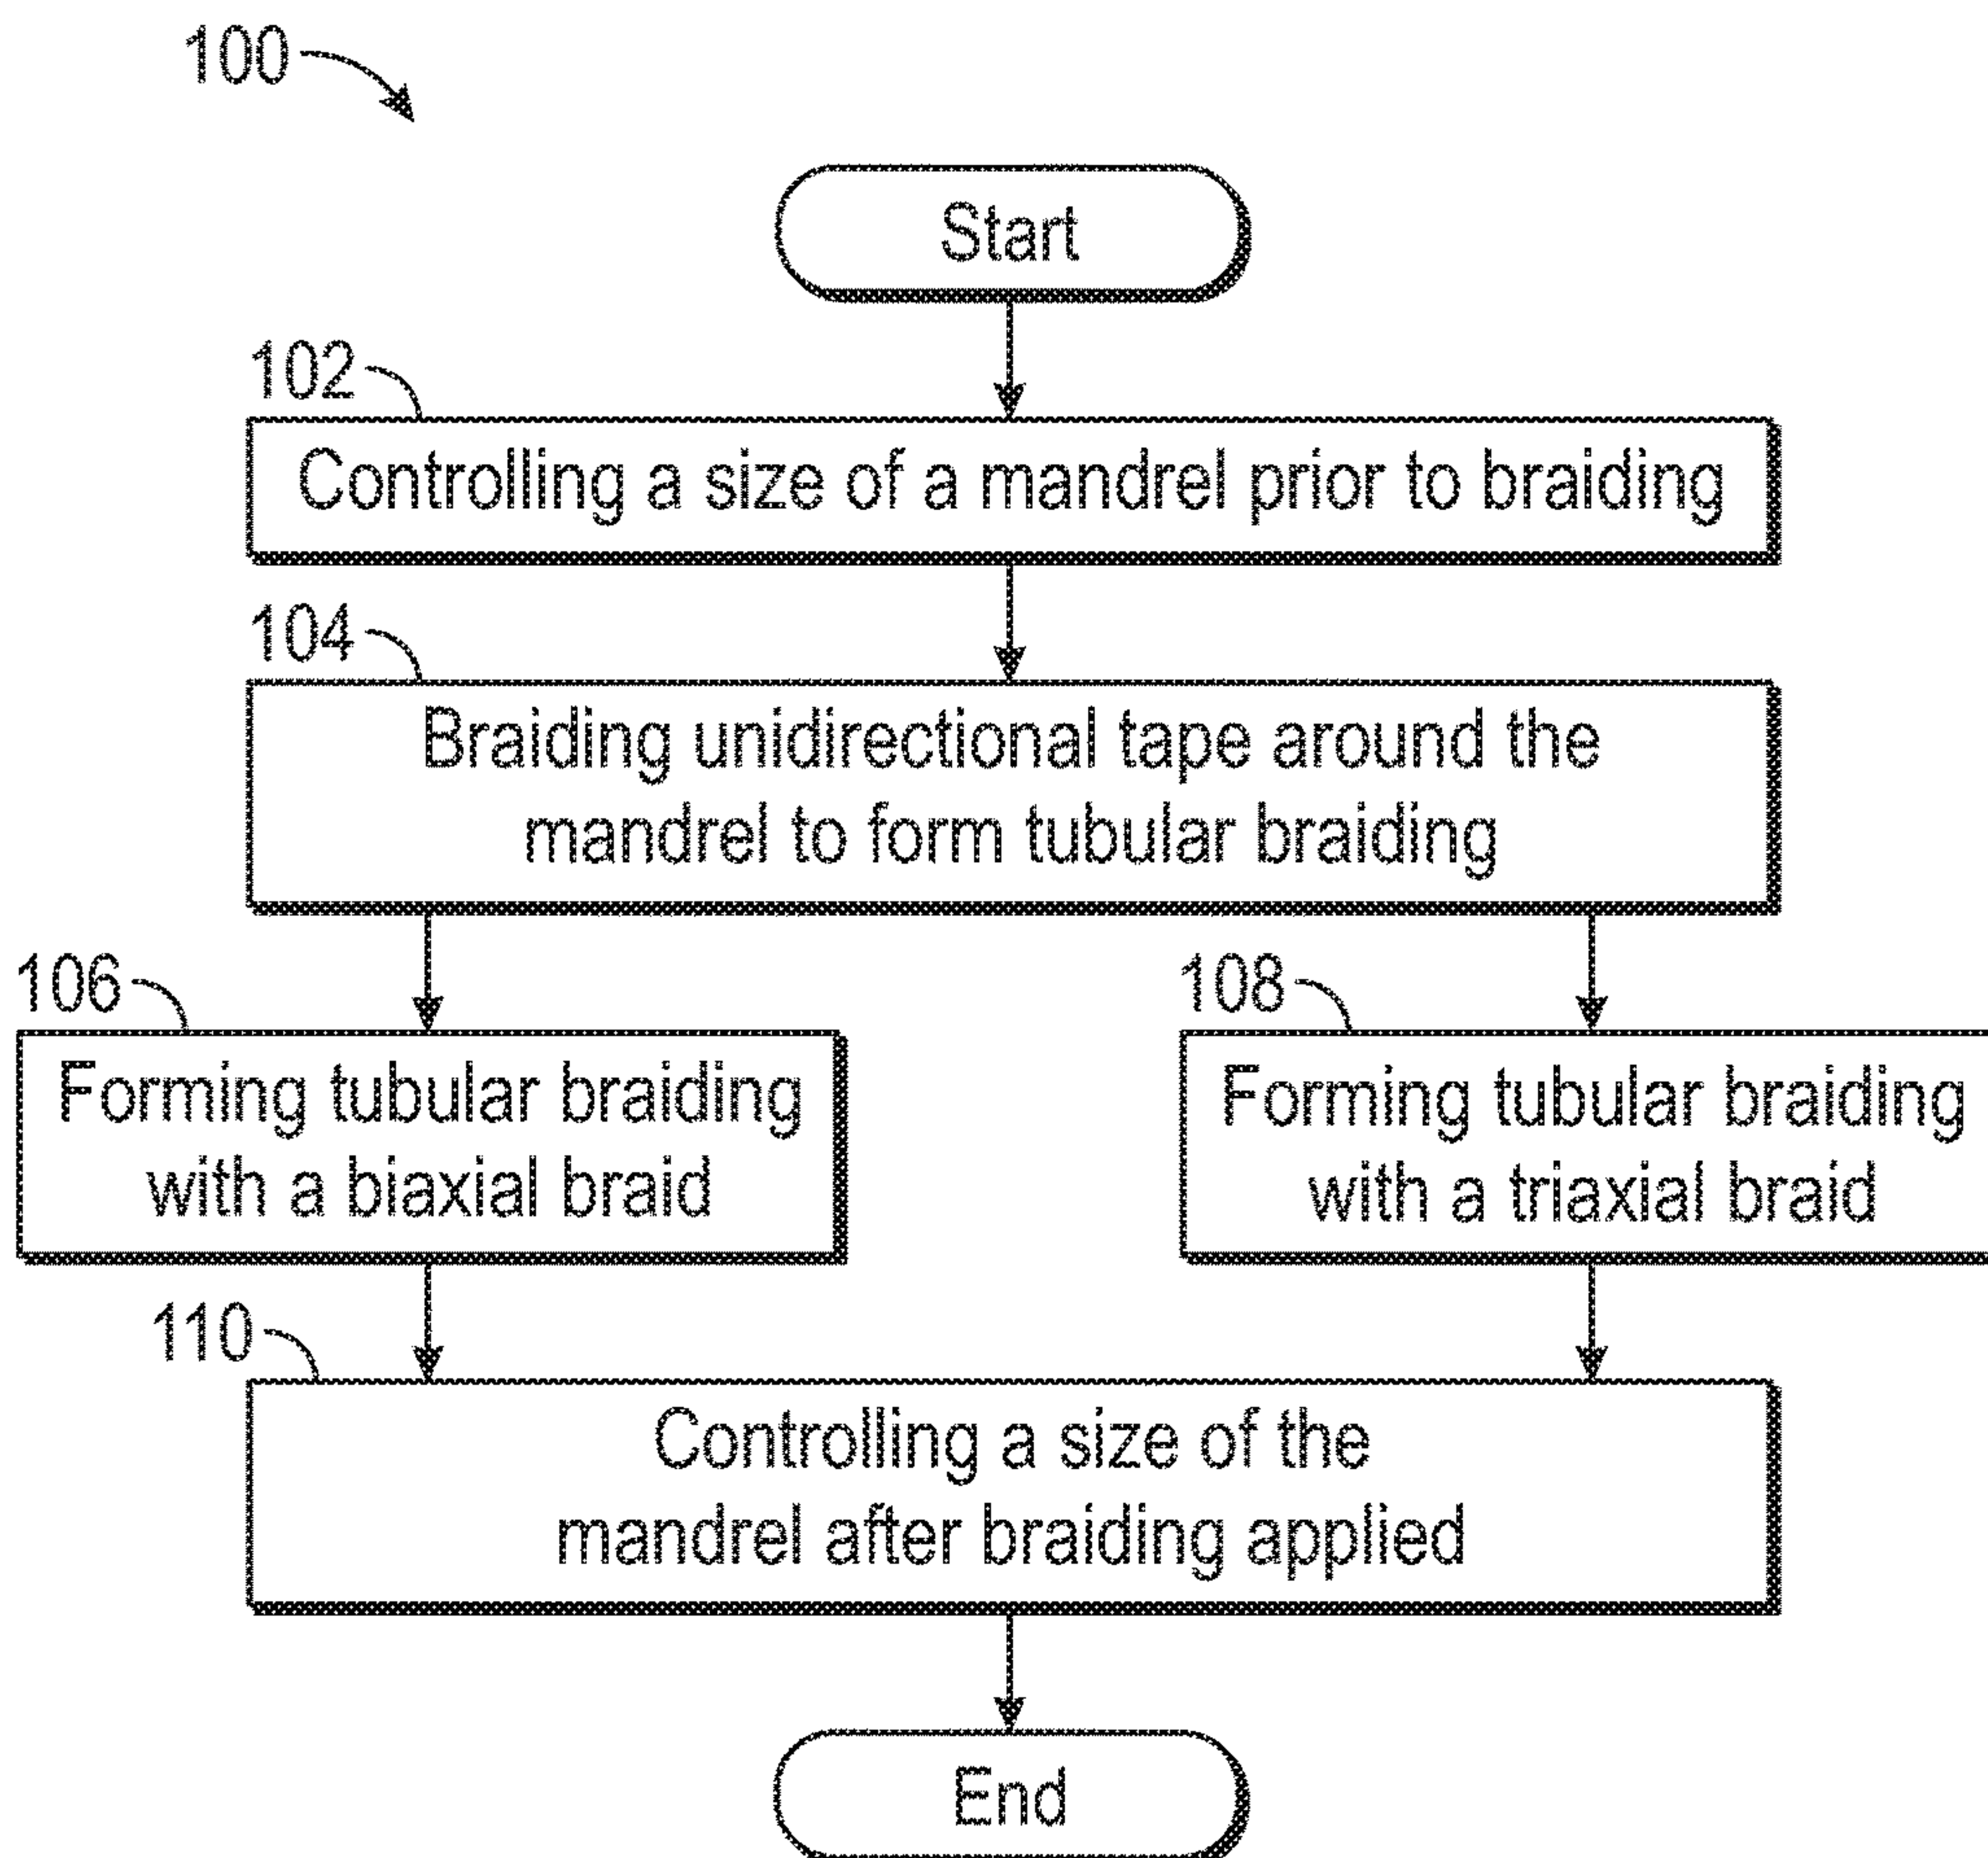 100
Start
102
Controlling a size of a mandrel prior to braiding
104
Braiding unidirectional tape around the
mandrel to form tubular braiding
106
Forming tubular braiding
with a biaxial braid
108
Forming tubular braiding
with a triaxial braid
110
Controlling a size of the
mandrel after braiding applied
End